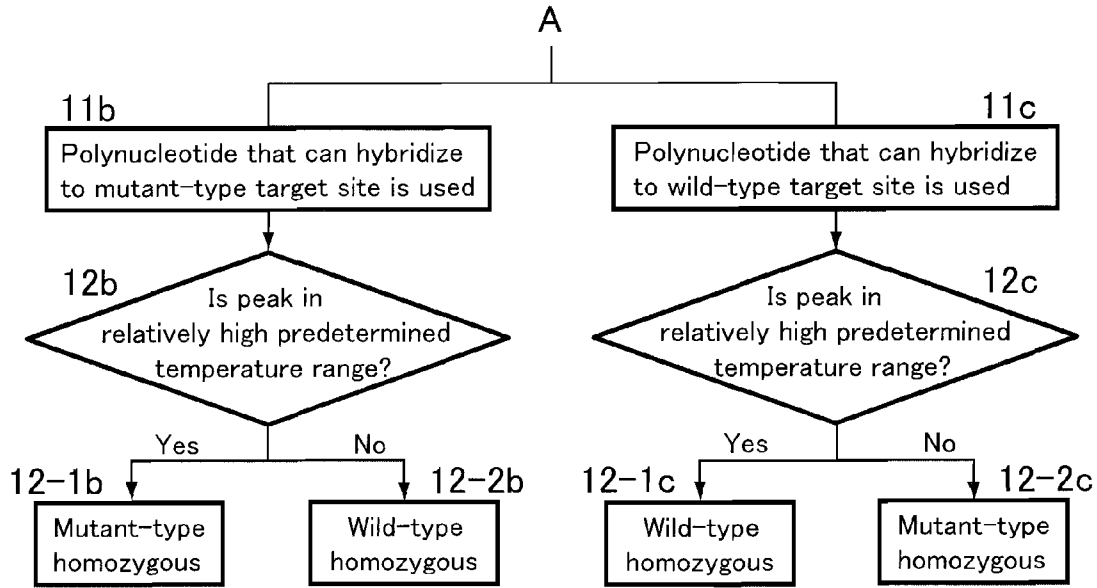 A
11b
Polynucleotide that can hybridize
to mutant-type target site is used
12b
Is peak in
relatively high predetermined
temperature range?
Yes
No
12-1b
Mutant-type
homozygous
12-2b
Wild-type
homozygous
11c
Polynucleotide that can hybridize
to wild-type target site is used
12c
Is peak in
relatively high predetermined
temperature range?
Yes
No
12-1c
Wild-type
homozygous
12-2c
Mutant-type
homozygous